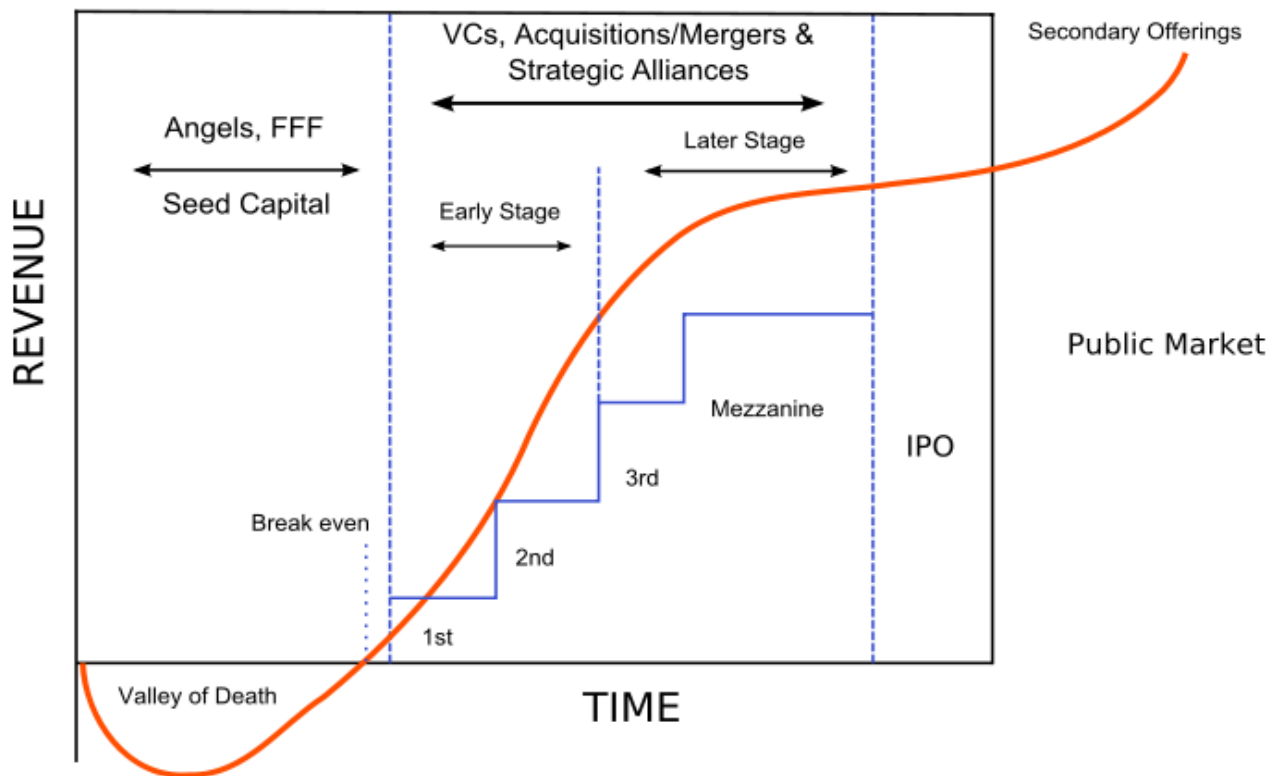 Secondary Offerings
VCs, Acquisitions/Mergers &
Strategic Alliances
Angels, FFF
Later Stage
Seed Capital
Early Stage
REVENUE
Public Market
Mezzanine
IPO
3rd
Break even
2nd
1st
Valley of Death
TIME